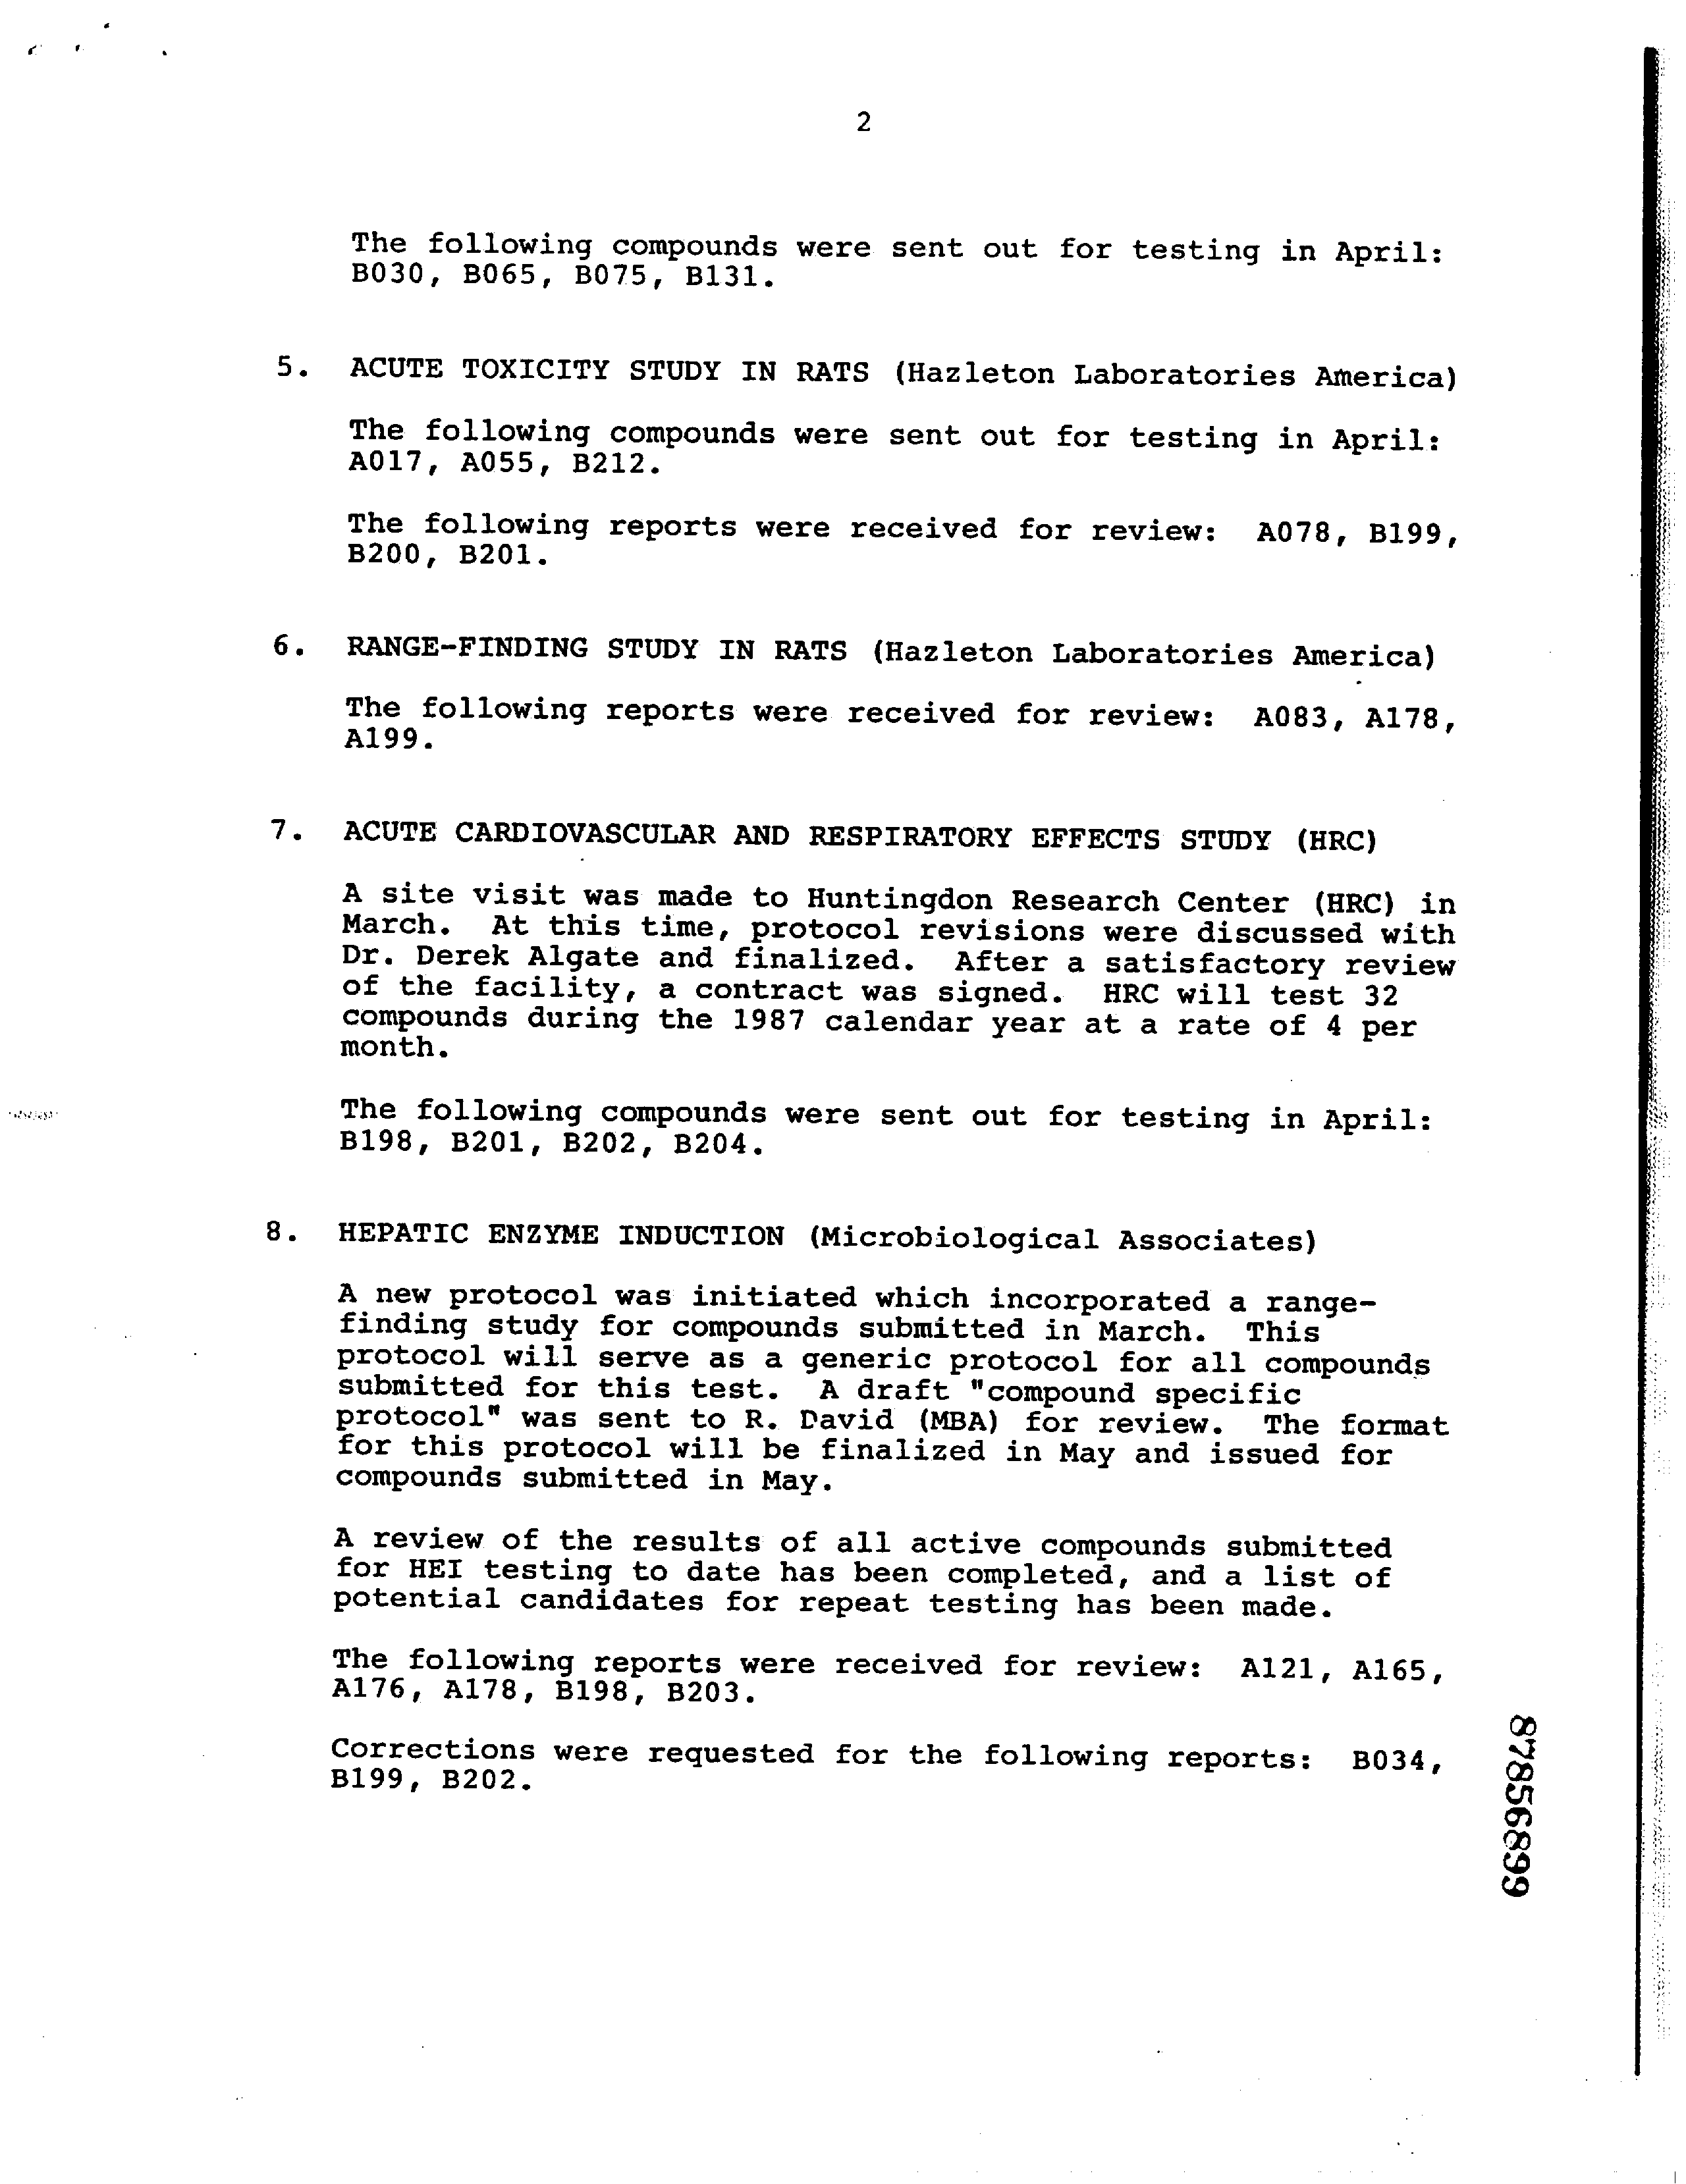 2
The following compounds were sent out for testing in April:
B030, B065, B075, B131.
5. ACUTE TOXICITY STUDY IN RATS (Hazleton Laboratories America)
The following compounds were sent out for testing in April:
A017, A055, B212.
The following reports were received for review: A078, B199,
B200, B201.
6. RANGE-FINDING STUDY IN RATS (Hazleton Laboratories America)
The following reports were received for review: A083, A178,
A199.
7. ACUTE CARDIOVASCULAR AND RESPIRATORY EFFECTS STUDY (HRC)
A site visit was made to Huntingdon Research Center (HRC) in
March. At this time, protocol revisions were discussed with
Dr. Derek Algate and finalized. After a satisfactory review
of the facility, a contract was signed. HRC will test 32
compounds during the 1987 calendar year at a rate of 4 per
month.
The following compounds were sent out for testing in April:
B198, B201, B202, B204.
8. HEPATIC ENZYME INDUCTION (Microbiological Associates)
A new protocol was initiated which incorporated a range-
finding study for compounds submitted in March. This
protocol will serve as a generic protocol for all compounds
submitted for this test. A draft "compound specific
protocol" was sent to R. David (MBA) for review. The format
for this protocol will be finalized in May and issued for
compounds submitted in May.
A review of the results of all active compounds submitted
for HEI testing to date has been completed, and a list of
potential candidates for repeat testing has been made.
The following reports were received for review: A121, A165,
A176, A178, B198, B203.
Corrections were requested for the following reports: B034,
B199, B202.
87856899